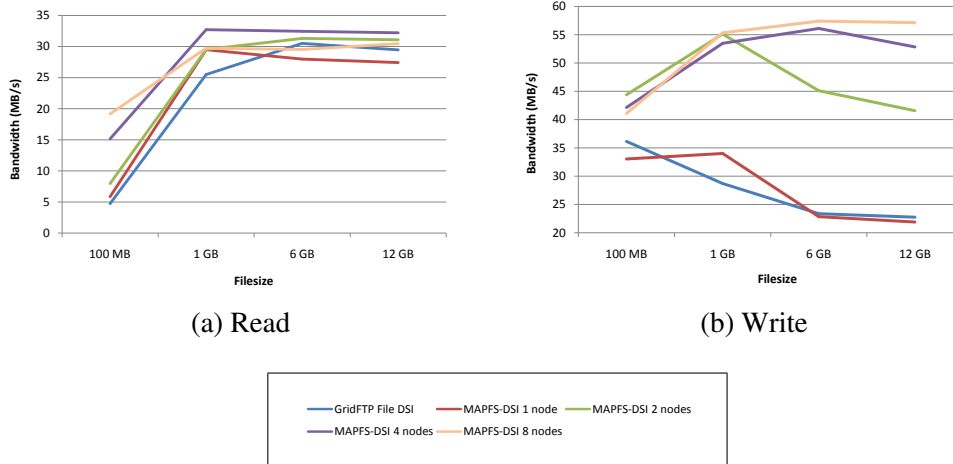 35
30
25
20
15
10
5
0
Bandwidth (MB/s)
100 MB 1 GB 6 GB 12 GB
Filesize
(a) Read
60
55
50
45
40
35
30
25
20
Bandwidth (MB/s)
100 MB 1 GB 6 GB 12 GB
Filesize
(b) Write
GridFTP File DSI MAPFS-DSI 1 node MAPFS-DSI 2 nodes
MAPFS-DSI 4 nodes MAPFS-DSI 8 nodes